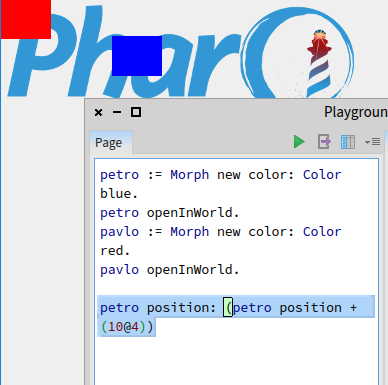 Pharo
Playgroun
Page
petro := Morph new color: Color
blue.
petro openInWorld.
pavlo := Morph new color: Color
red.
pavlo openInWorld.
petro position: (petro position +
(10@4))